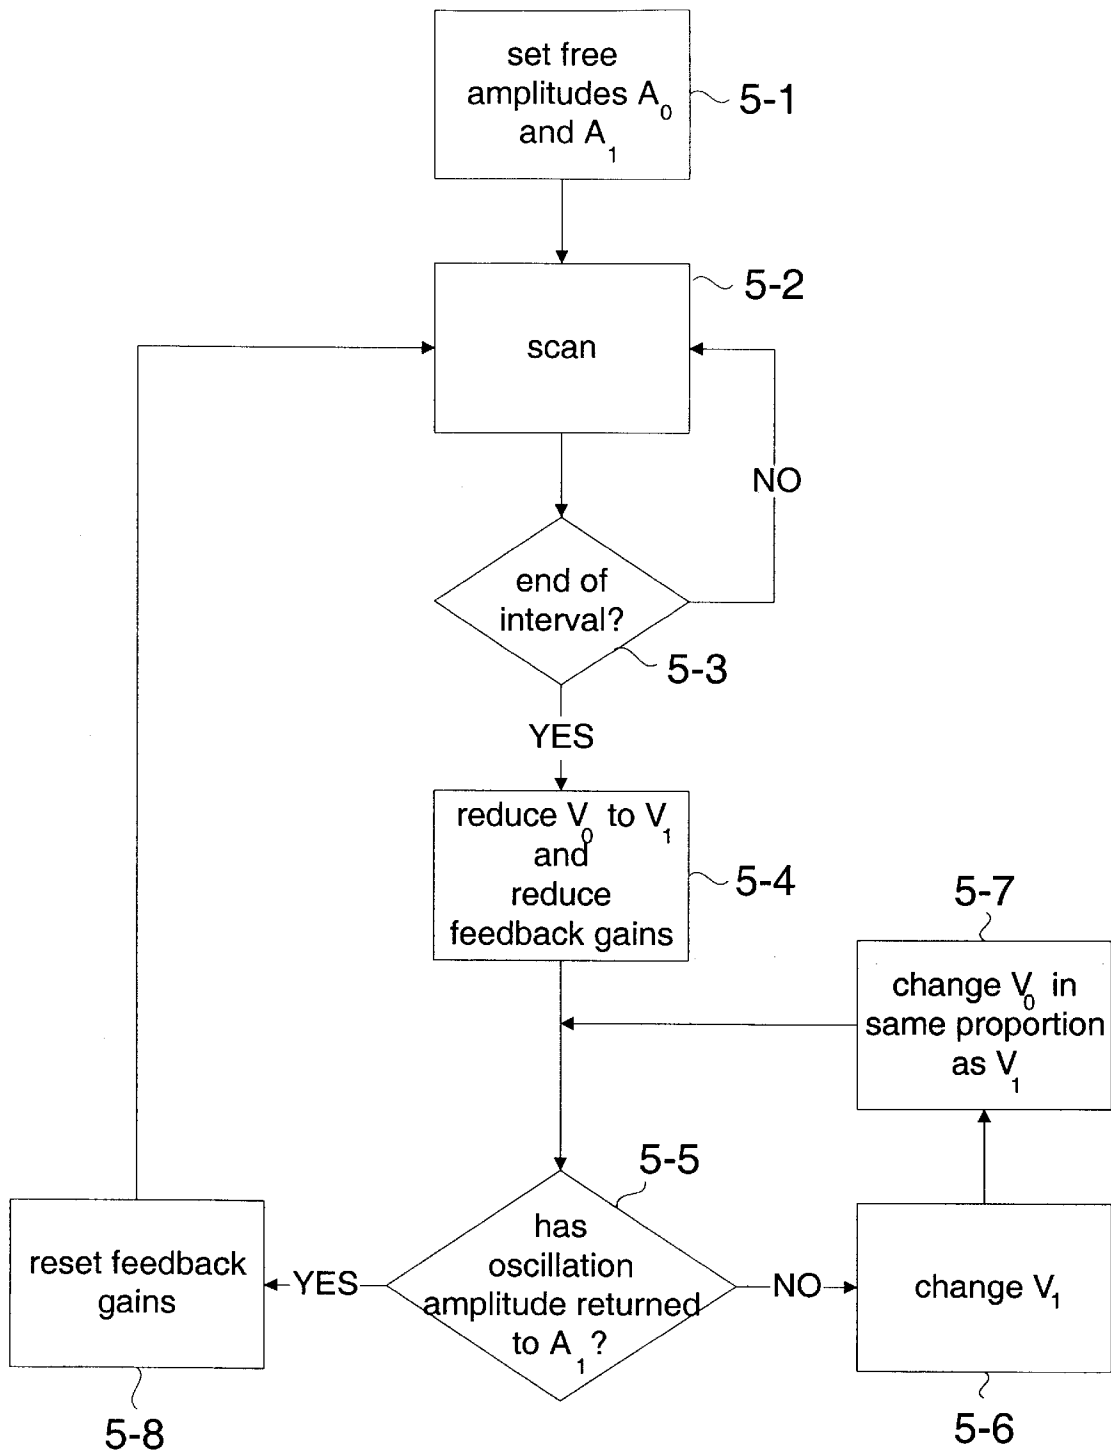 set free
amplitudes A₀
and A₁
5-1
5-2
scan
NO
end of
interval?
5-3
YES
reduce V₀ to V₁
and
reduce
feedback gains
5-4
5-7
change V₀ in
same proportion
as V₁
5-5
has
oscillation
amplitude returned
to A₁?
YES
NO
reset feedback
gains
change V₁
5-8
5-6